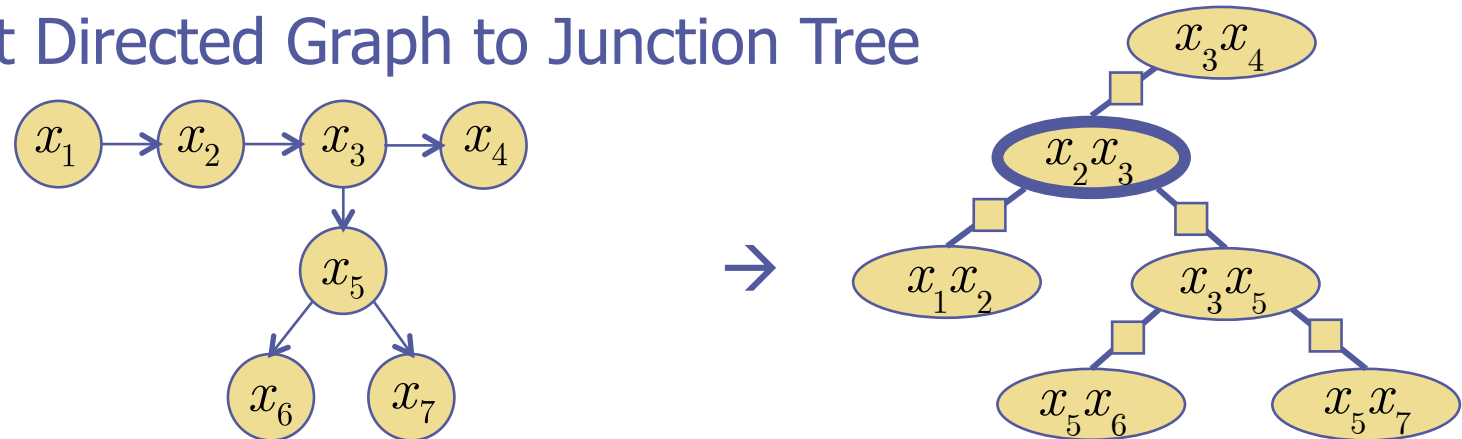 t Directed Graph to Junction Tree
x₃x₄
x₁ x₂ x₃ x₄
x₂x₃
x₅
→
x₁x₂ x₃x₅
x₆ x₇
x₅x₆ x₅x₇